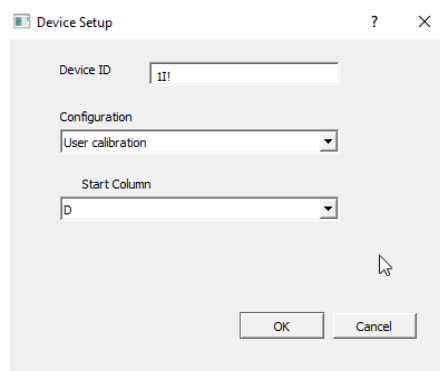 Device Setup ?
Device ID 1I!
Configuration
User calibration
Start Column
D
OK Cancel